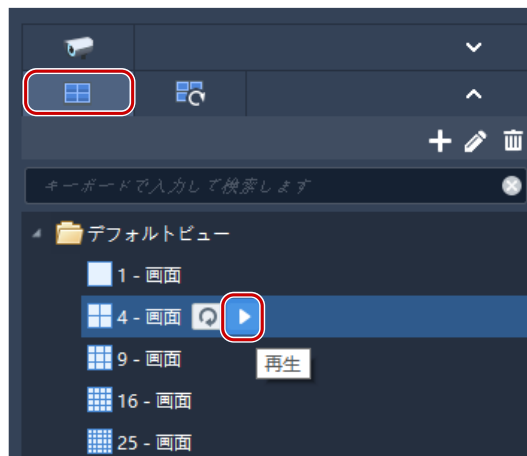 キーボードで入力して検索します
デフォルトビュー
1 - 画面
4 - 画面
9 - 画面
再生
16 - 画面
25 - 画面